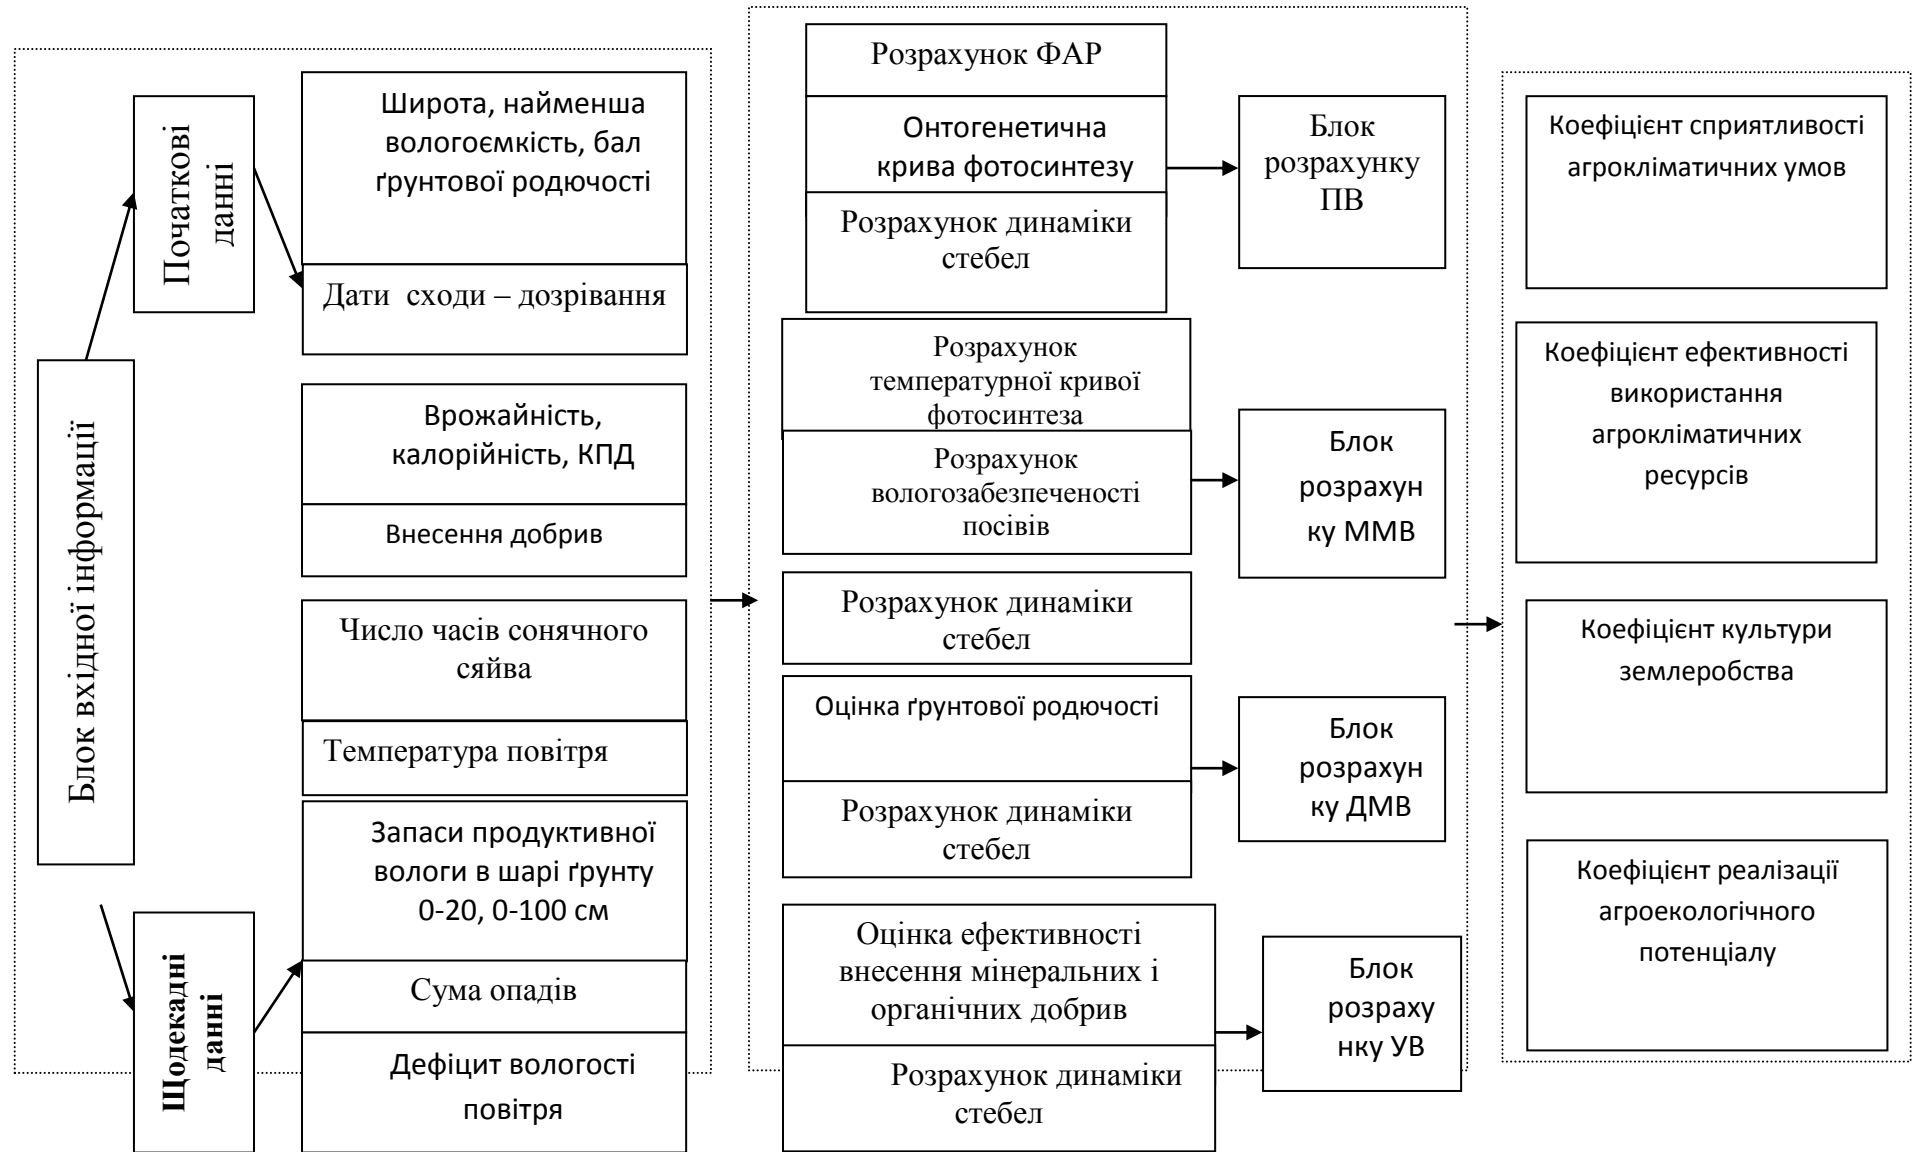 Блок вхідної інформації
Початкові
данні
Щодекадні
данні
Широта, найменша
вологоємкість, бал
ґрунтової родючості
Дати сходи – дозрівання
Врожайність,
калорійність, КПД
Внесення добрив
Число часів сонячного
сяйва
Температура повітря
Запаси продуктивної
вологи в шарі ґрунту
0-20, 0-100 см
Сума опадів
Дефіцит вологості
повітря
Розрахунок ФАР
Онтогенетична
крива фотосинтезу
Розрахунок динаміки
стебел
Блок
розрахунку
ПВ
Розрахунок
температурної кривої
фотосинтеза
Розрахунок
вологозабезпеченості
посівів
Розрахунок динаміки
стебел
Блок
розрахун
ку ММВ
Оцінка ґрунтової родючості
Розрахунок динаміки
стебел
Блок
розрахун
ку ДМВ
Оцінка ефективності
внесення мінеральних і
органічних добрив
Розрахунок динаміки
стебел
Блок
розраху
нку УВ
Коефіцієнт сприятливості
агрокліматичних умов
Коефіцієнт ефективності
використання
агрокліматичних
ресурсів
Коефіцієнт культури
землеробства
Коефіцієнт реалізації
агроекологічного
потенціалу